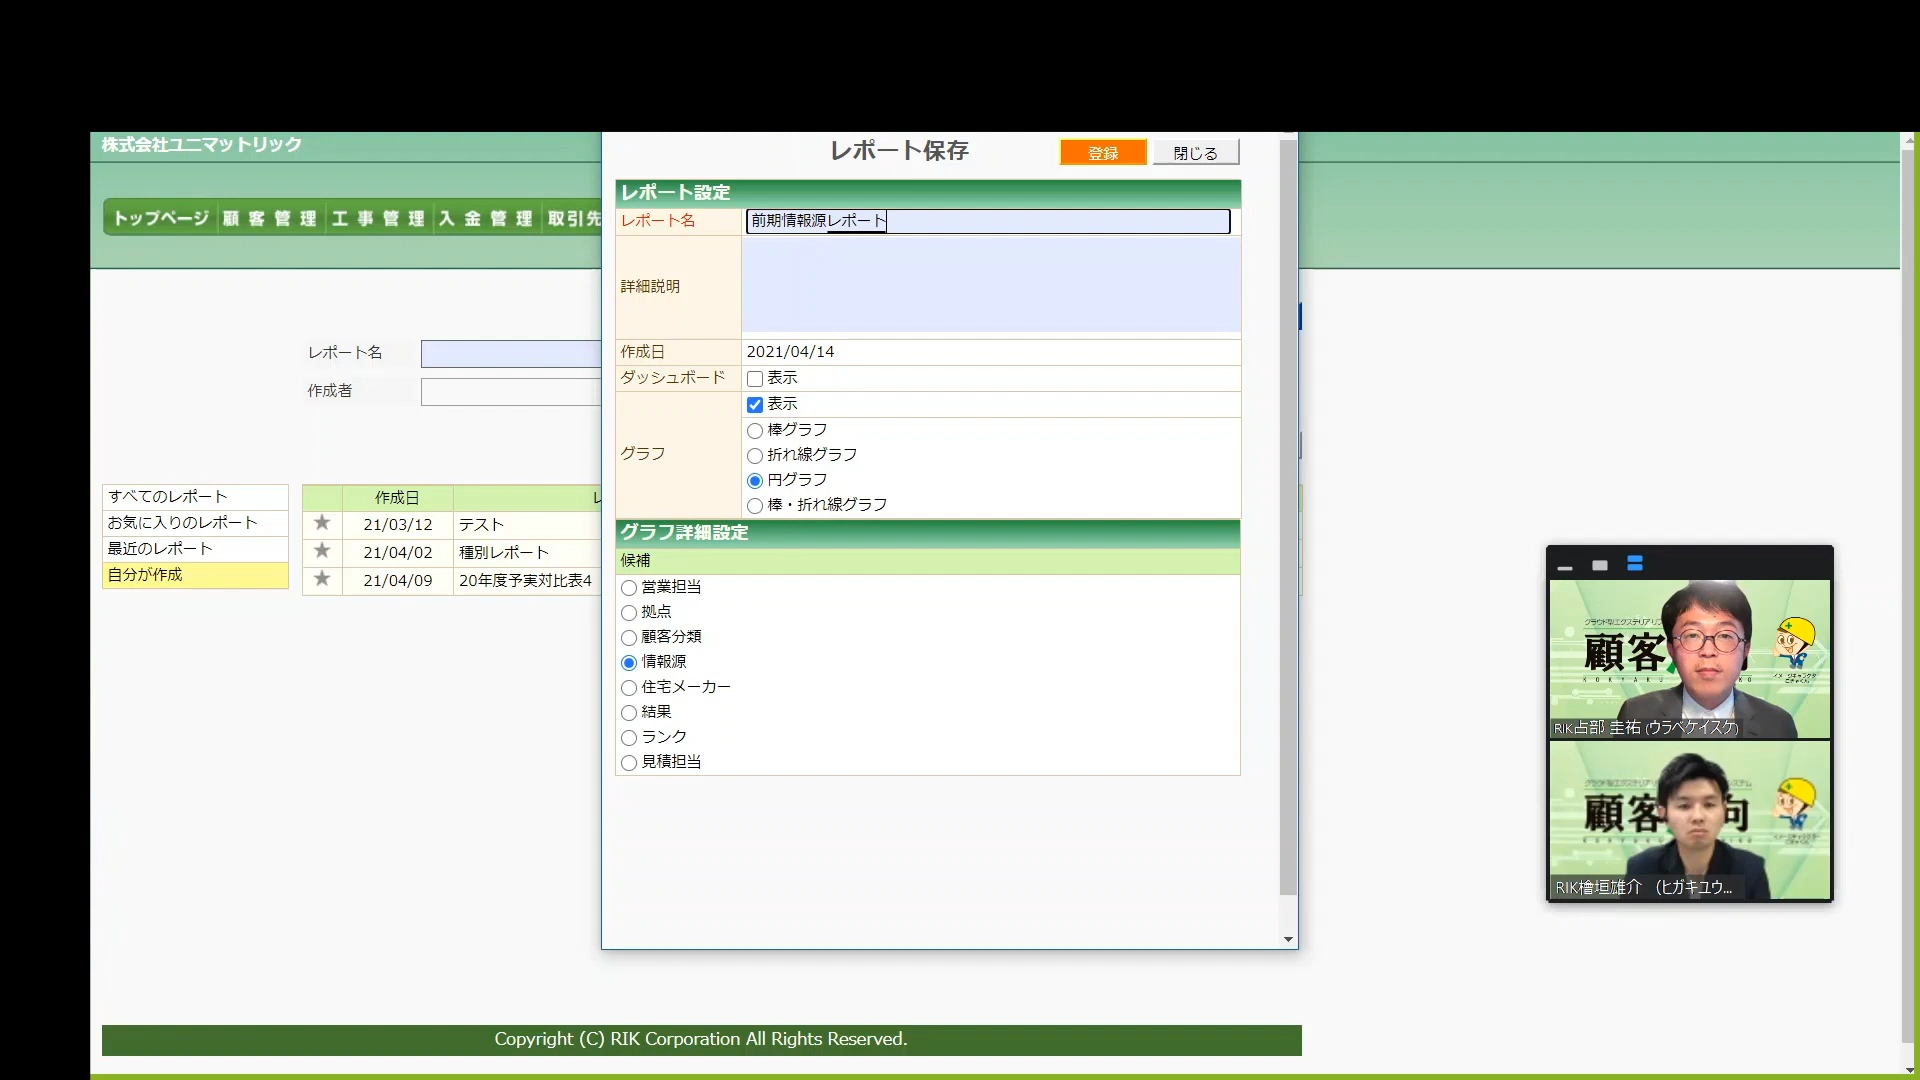 株式会社ユニマットリック
トップページ 顧客管理 工事管理 入金管理 取引先
レポート名
作成者
すべてのレポート
お気に入りのレポート
最近のレポート
自分が作成
作成日 レ
21/03/12 テスト
21/04/02 種別レポート
21/04/09 20年度予実対比表4
レポート保存 登録 閉じる
レポート設定
レポート名 前期情報源レポート
詳細説明
作成日 2021/04/14
ダッシュボード 表示
グラフ 表示
棒グラフ
折れ線グラフ
円グラフ
棒・折れ線グラフ
グラフ詳細設定
候補
営業担当
拠点
顧客分類
情報源
住宅メーカー
結果
ランク
見積担当
顧客
RIK占部 圭祐 (ウラベケイスケ)
顧客 向
RIK檜垣雄介 (ヒガキユウ...
Copyright (C) RIK Corporation All Rights Reserved.